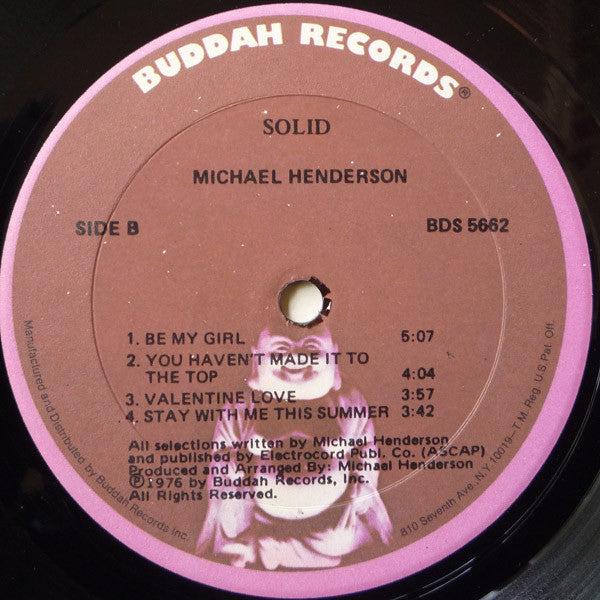 BUDDAH RECORDS®
SOLID
MICHAEL HENDERSON
SIDE B
BDS 5662
1. BE MY GIRL 5:07
2. YOU HAVEN'T MADE IT TO
THE TOP 4:04
3. VALENTINE LOVE 3:57
4. STAY WITH ME THIS SUMMER 3:42
All selections written by Michael Henderson
and published by Electrocord Publ. Co. (ASCAP)
Produced and Arranged By: Michael Henderson
℗1976 by Buddah Records, Inc.
All Rights Reserved.
Manufactured and Distributed by Buddah Records Inc.
810 Seventh Ave., N.Y. 10019–T.M. Reg. U.S. Pat. Off.